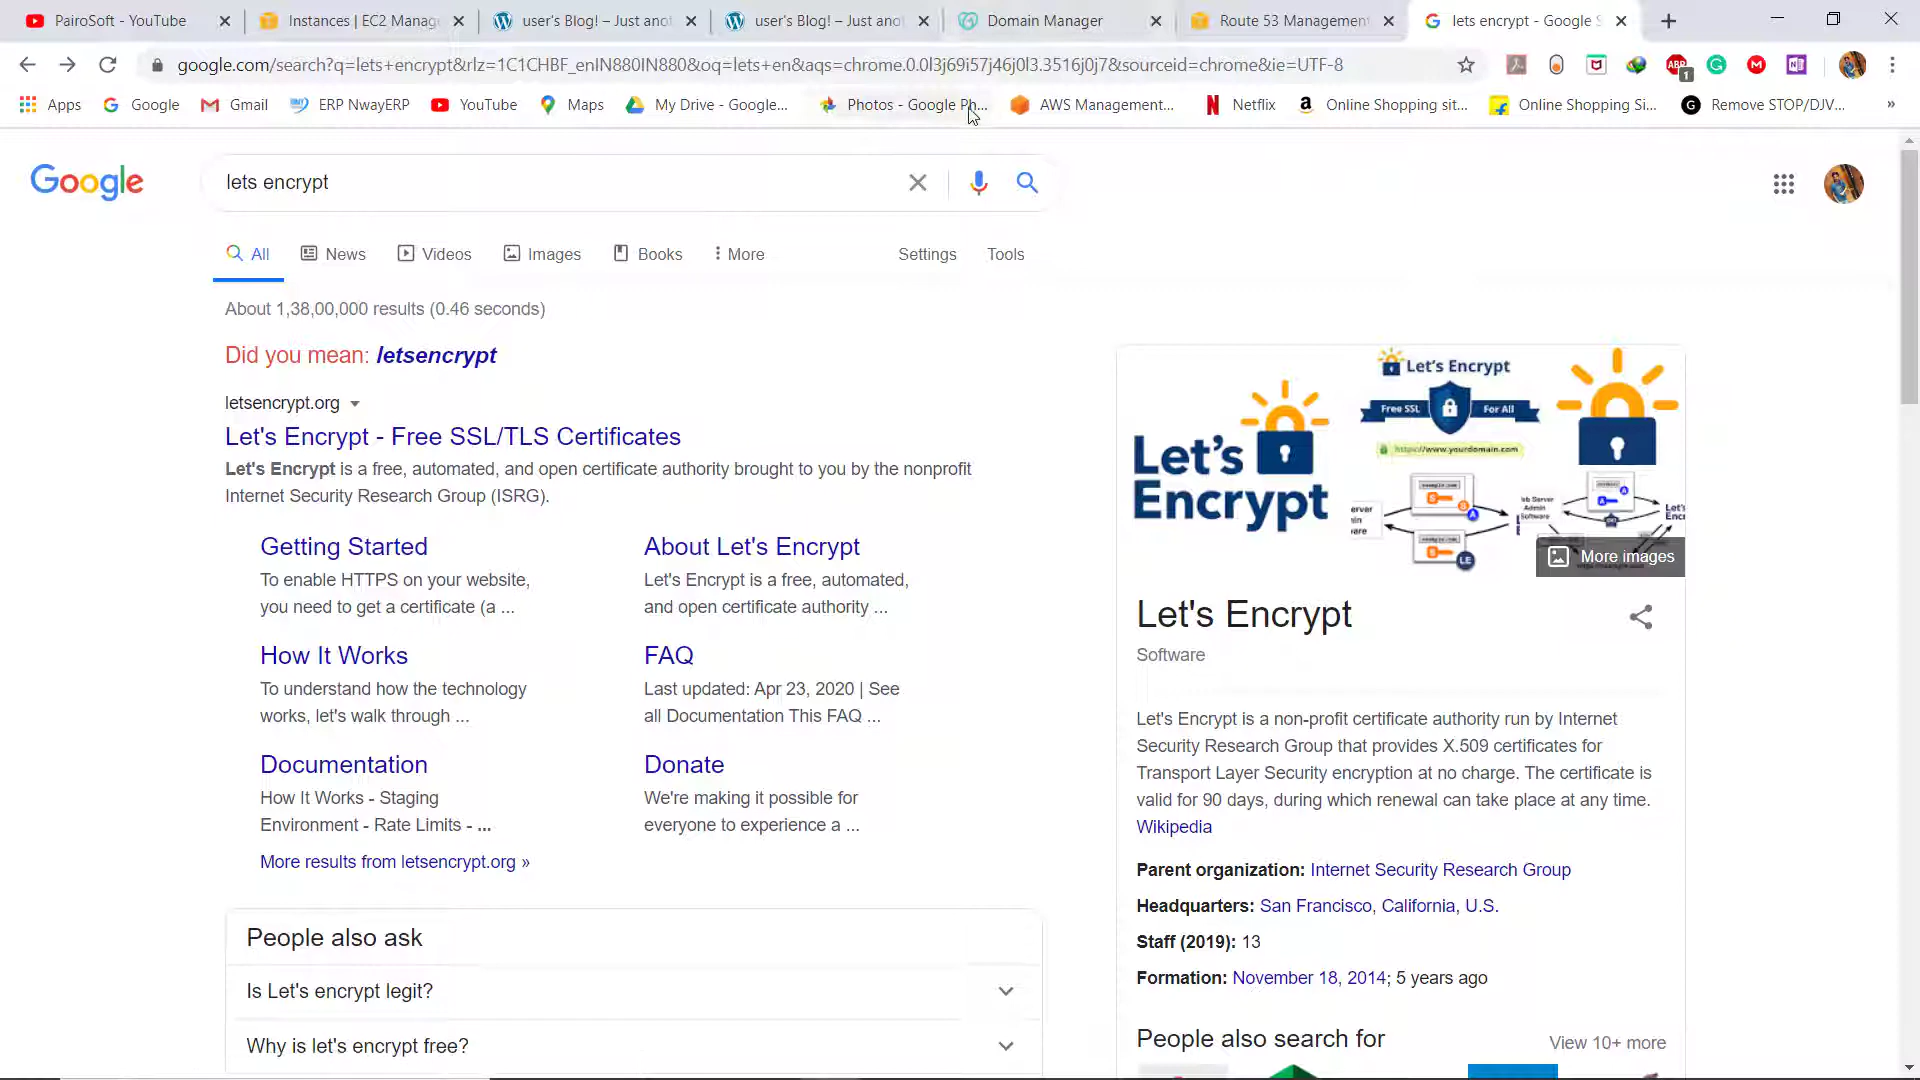 PairoSoft - YouTube
Instances | EC2 Manag
user's Blog! – Just ano
user's Blog! – Just ano
Domain Manager
Route 53 Management
lets encrypt - Google S
google.com/search?q=lets+encrypt&rlz=1C1CHBF_enIN880IN880&oq=lets+en&aqs=chrome.0.0l3j69i57j46j0l3.3516j0j7&sourceid=chrome&ie=UTF-8
ABP
1
Apps
Google
Gmail
ERP NwayERP
YouTube
Maps
My Drive - Google...
Photos - Google Ph...
AWS Management...
Netflix
Online Shopping sit...
Online Shopping Si...
Remove STOP/DJV...
»
Google
lets encrypt
All
News
Videos
Images
Books
More
Settings
Tools
About 1,38,00,000 results (0.46 seconds)
Did you mean: letsencrypt
letsencrypt.org
Let's Encrypt - Free SSL/TLS Certificates
Let's Encrypt is a free, automated, and open certificate authority brought to you by the nonprofit
Internet Security Research Group (ISRG).
Getting Started
To enable HTTPS on your website,
you need to get a certificate (a ...
About Let's Encrypt
Let's Encrypt is a free, automated,
and open certificate authority ...
How It Works
To understand how the technology
works, let's walk through ...
FAQ
Last updated: Apr 23, 2020 | See
all Documentation This FAQ ...
Documentation
How It Works - Staging
Environment - Rate Limits - ...
Donate
We're making it possible for
everyone to experience a ...
More results from letsencrypt.org »
People also ask
Is Let's encrypt legit?
Why is let's encrypt free?
Let's
Encrypt
Let's Encrypt
Free SSL
For All
https://www.yourdomain.com
More images
Let's Encrypt
Software
Let's Encrypt is a non-profit certificate authority run by Internet
Security Research Group that provides X.509 certificates for
Transport Layer Security encryption at no charge. The certificate is
valid for 90 days, during which renewal can take place at any time.
Wikipedia
Parent organization: Internet Security Research Group
Headquarters: San Francisco, California, U.S.
Staff (2019): 13
Formation: November 18, 2014; 5 years ago
People also search for
View 10+ more